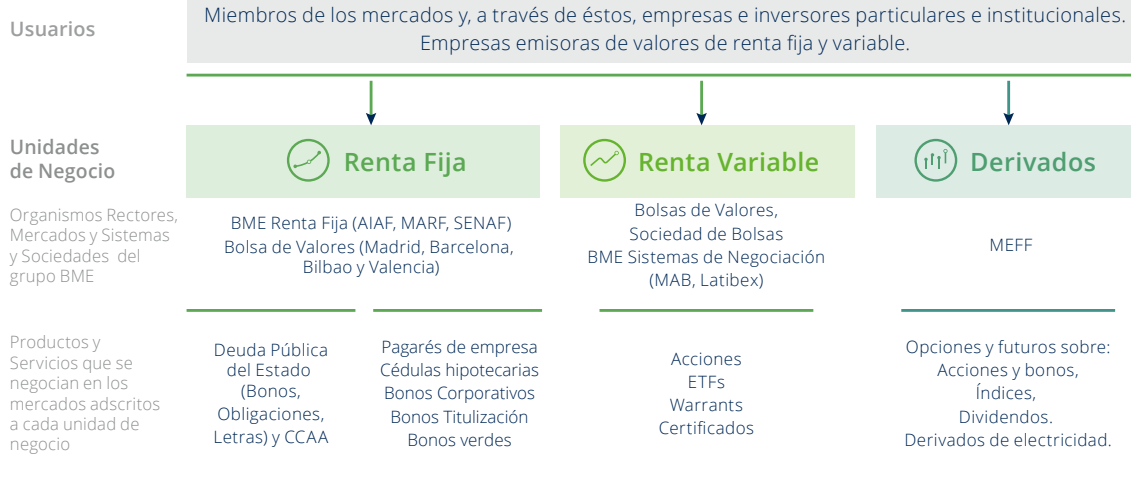 Usuarios
Miembros de los mercados y, a través de éstos, empresas e inversores particulares e institucionales.
Empresas emisoras de valores de renta fija y variable.
Unidades
de Negocio
Renta Fija
Renta Variable
Derivados
Organismos Rectores,
Mercados y Sistemas
y Sociedades del
grupo BME
BME Renta Fija (AIAF, MARF, SENAF)
Bolsa de Valores (Madrid, Barcelona,
Bilbao y Valencia)
Bolsas de Valores,
Sociedad de Bolsas
BME Sistemas de Negociación
(MAB, Latibex)
MEFF
Productos y
Servicios que se
negocian en los
mercados adscritos
a cada unidad de
negocio
Deuda Pública
del Estado
(Bonos,
Obligaciones,
Letras) y CCAA
Pagarés de empresa
Cédulas hipotecarias
Bonos Corporativos
Bonos Titulización
Bonos verdes
Acciones
ETFs
Warrants
Certificados
Opciones y futuros sobre:
Acciones y bonos,
Índices,
Dividendos.
Derivados de electricidad.